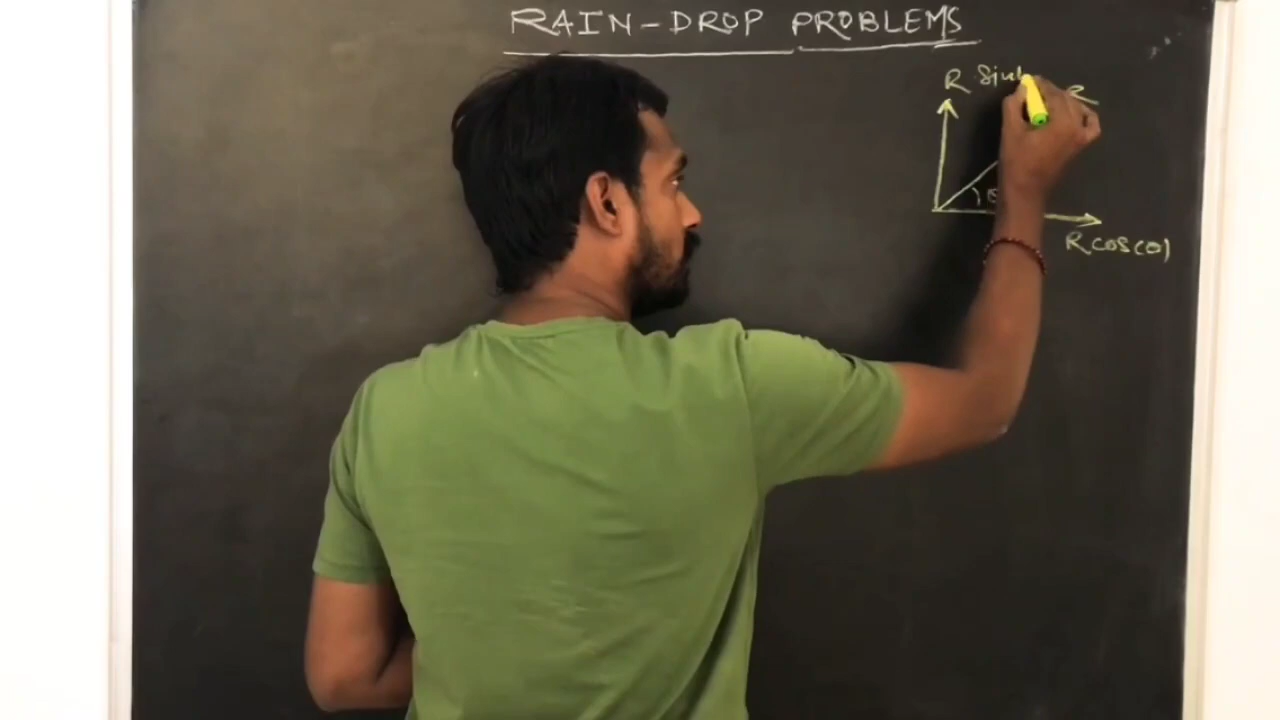 RAIN-DROP PROBLEMS
R Sin
R
θ
R cos(θ)